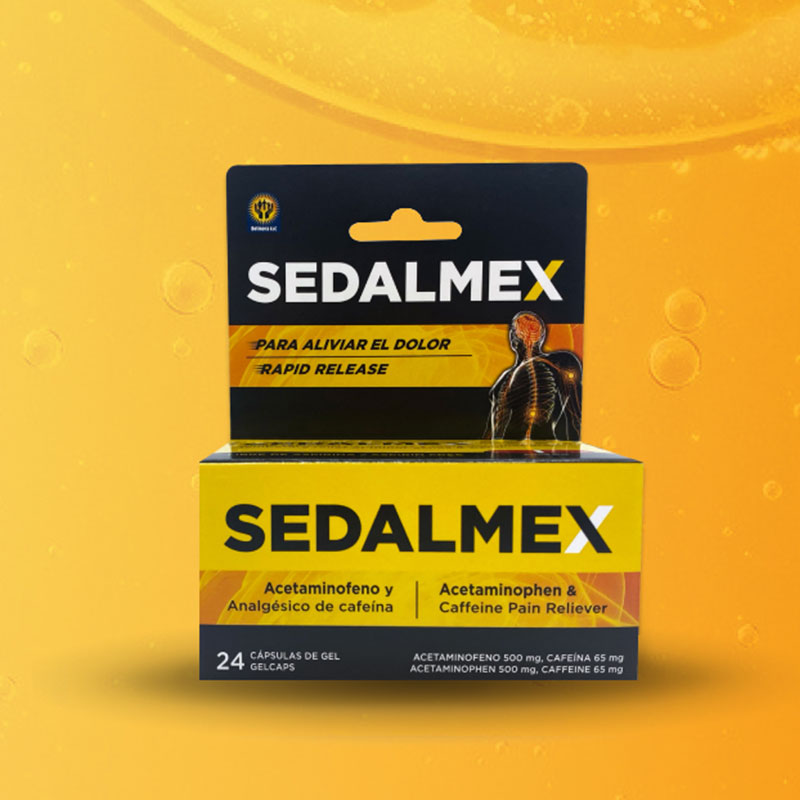 SEDALMEX
PARA ALIVIAR EL DOLOR
RAPID RELEASE
SEDALMEX
Acetaminofeno y
Analgésico de cafeína
Acetaminophen &
Caffeine Pain Reliever
24
CÁPSULAS DE GEL
GELCAPS
ACETAMINOFENO 500 mg, CAFEÍNA 65 mg
ACETAMINOPHEN 500 mg, CAFFEINE 65 mg